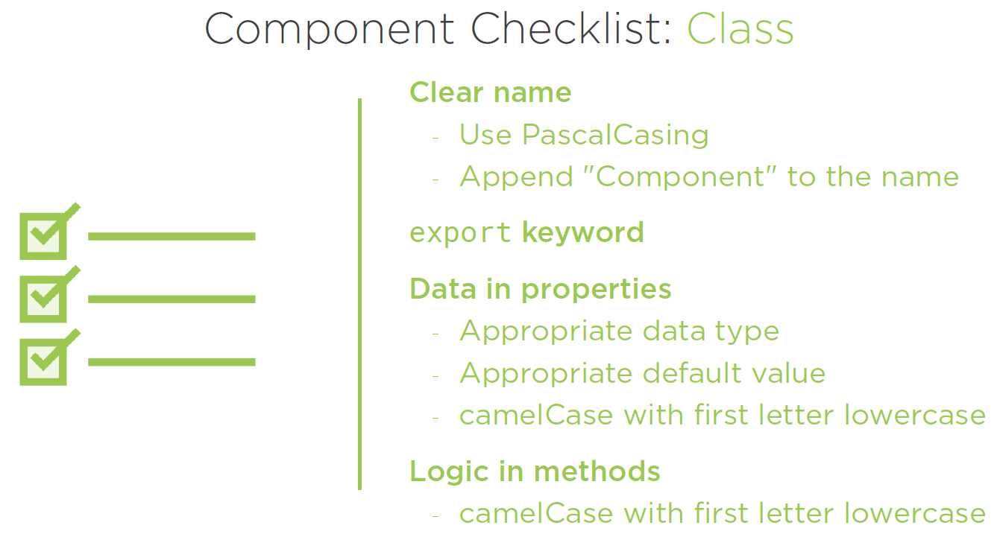 Component Checklist: Class
Clear name
- Use PascalCasing
- Append "Component" to the name
export keyword
Data in properties
- Appropriate data type
- Appropriate default value
- camelCase with first letter lowercase
Logic in methods
- camelCase with first letter lowercase